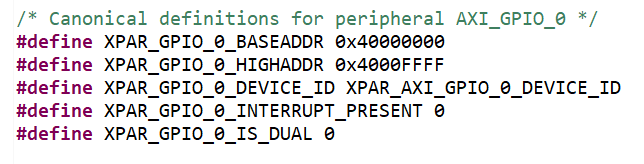 /* Canonical definitions for peripheral AXI_GPIO_0 */
#define XPAR_GPIO_0_BASEADDR 0x40000000
#define XPAR_GPIO_0_HIGHADDR 0x4000FFFF
#define XPAR_GPIO_0_DEVICE_ID XPAR_AXI_GPIO_0_DEVICE_ID
#define XPAR_GPIO_0_INTERRUPT_PRESENT 0
#define XPAR_GPIO_0_IS_DUAL 0